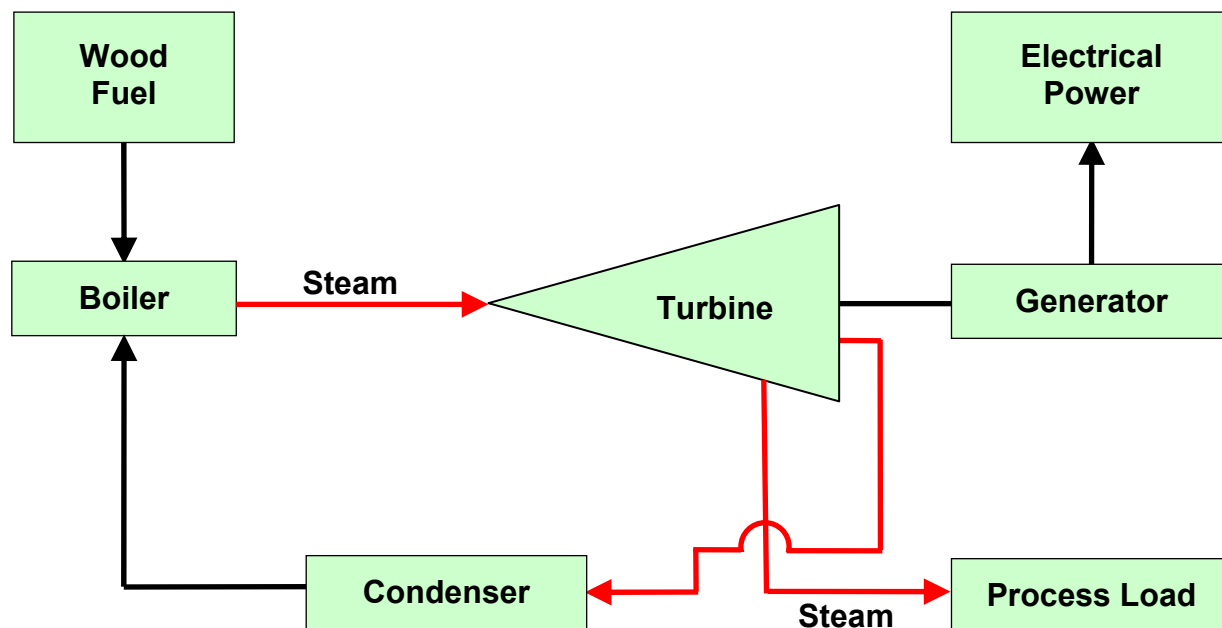 Wood
Fuel
Electrical
Power
Boiler
Steam
Turbine
Generator
Condenser
Steam
Process Load